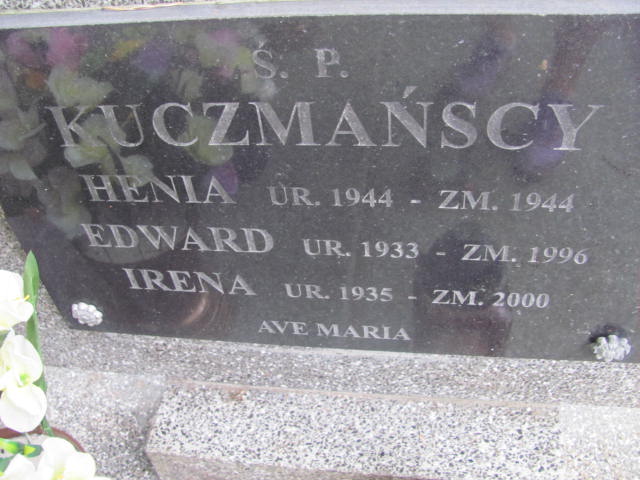 Ś. P.
KUCZMAŃSCY
HENIA UR. 1944 - ZM. 1944
EDWARD UR. 1933 - ZM. 1996
IRENA UR. 1935 - ZM. 2000
AVE MARIA